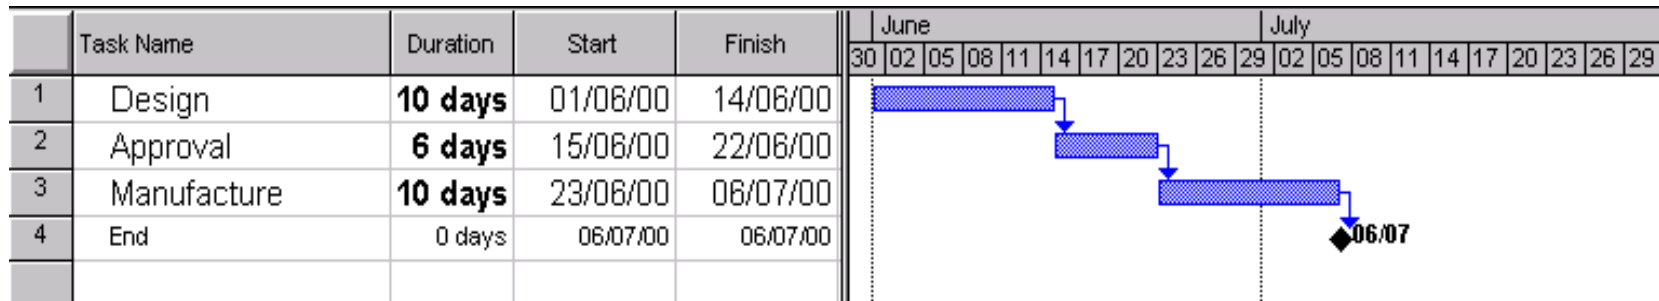 June July
Task Name Duration Start Finish
30 02 05 08 11 14 17 20 23 26 29 02 05 08 11 14 17 20 23 26 29
1 Design 10 days 01/06/00 14/06/00
2 Approval 6 days 15/06/00 22/06/00
3 Manufacture 10 days 23/06/00 06/07/00
4 End 0 days 06/07/00 06/07/00 06/07